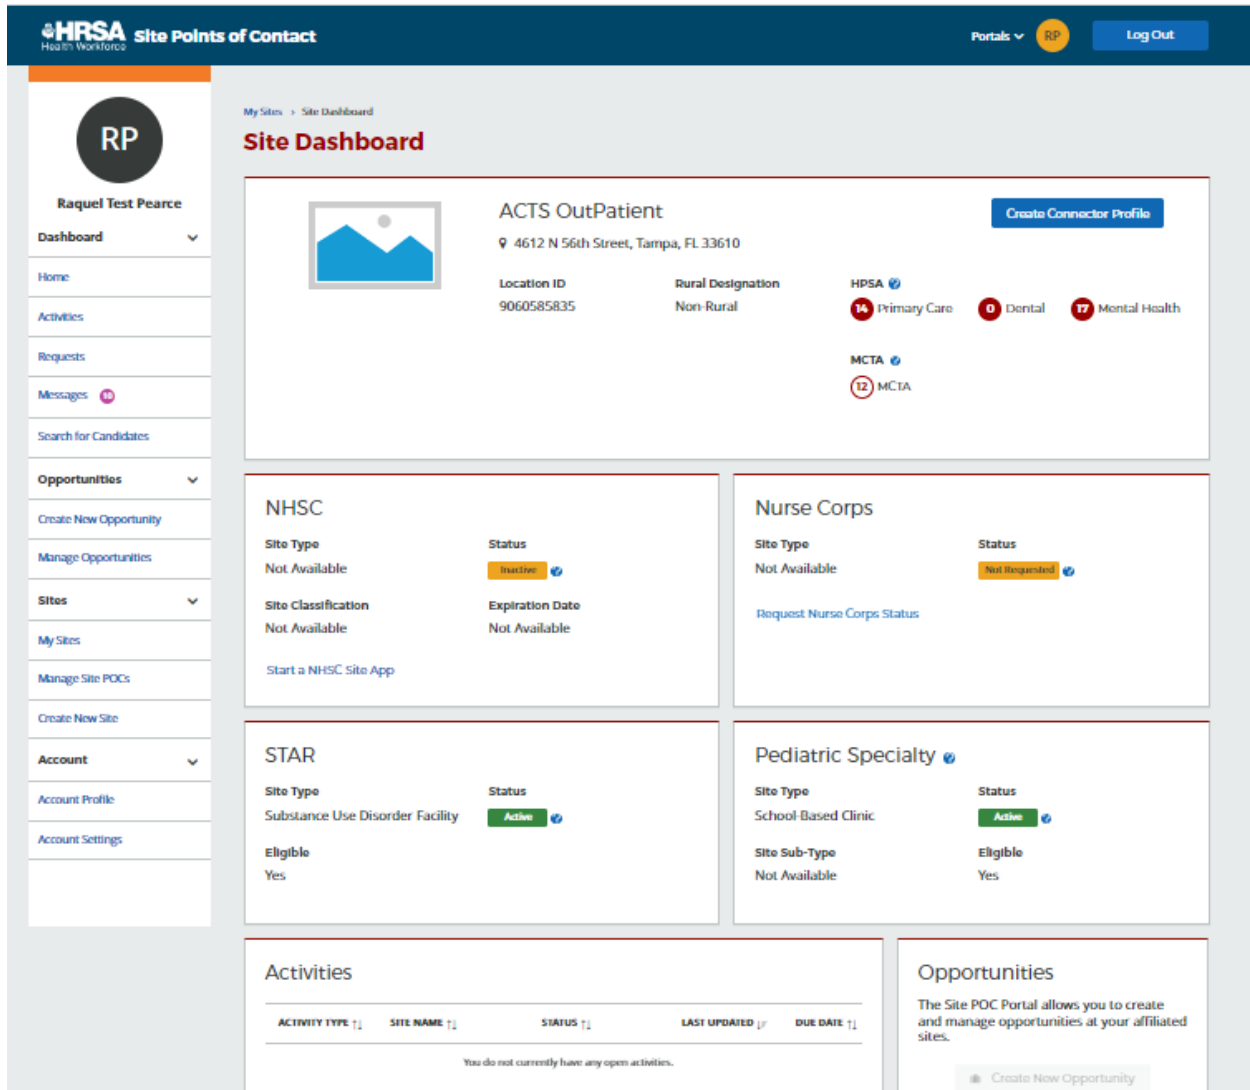 HRSA Site Points of Contact
Health Workforce
Portals
RP
Log Out
RP
Raquel Test Pearce
Dashboard
Home
Activities
Requests
Messages 10
Search for Candidates
Opportunities
Create New Opportunity
Manage Opportunities
Sites
My Sites
Manage Site POCs
Create New Site
Account
Account Profile
Account Settings
My Sites > Site Dashboard
Site Dashboard
ACTS OutPatient
Create Connector Profile
4612 N 56th Street, Tampa, FL 33610
Location ID Rural Designation HPSA
9060585835 Non-Rural 14 Primary Care 0 Dental 17 Mental Health
MCTA
12 MCTA
NHSC
Site Type Status
Not Available Inactive
Site Classification Expiration Date
Not Available Not Available
Start a NHSC Site App
Nurse Corps
Site Type Status
Not Available Not Requested
Request Nurse Corps Status
STAR
Site Type Status
Substance Use Disorder Facility Active
Eligible
Yes
Pediatric Specialty
Site Type Status
School-Based Clinic Active
Site Sub-Type Eligible
Not Available Yes
Activities
ACTIVITY TYPE SITE NAME STATUS LAST UPDATED DUE DATE
You do not currently have any open activities.
Opportunities
The Site POC Portal allows you to create
and manage opportunities at your affiliated
sites.
Create New Opportunity